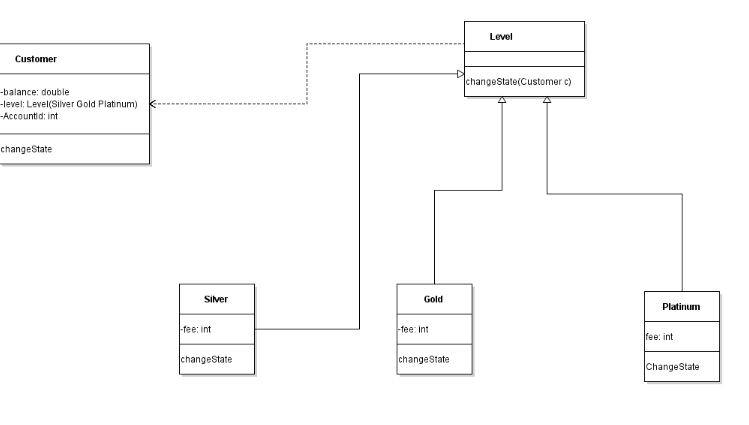 Level
changeState(Customer c)
Customer
-balance: double
-level: Level(Silver Gold Platinum)
-AccountId: int
changeState
Silver
-fee: int
changeState
Gold
-fee: int
changeState
Platinum
fee: int
ChangeState